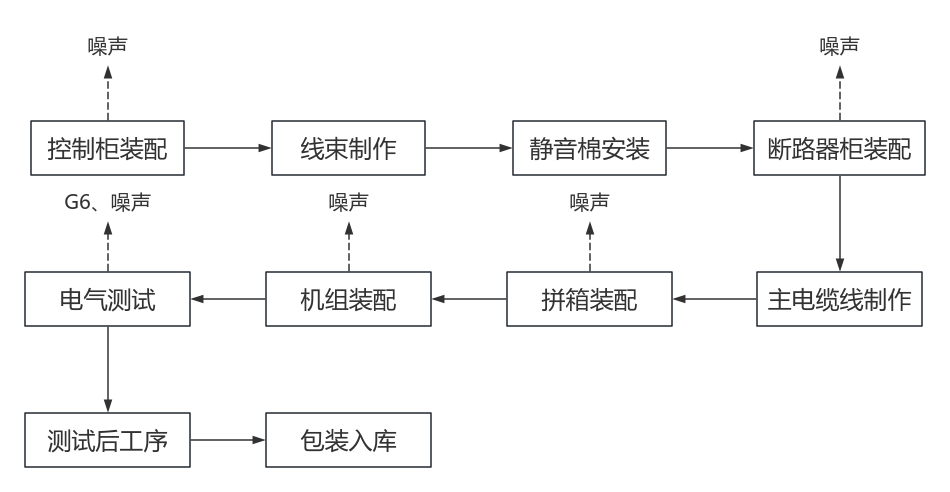 噪声
噪声
控制柜装配
线束制作
静音棉安装
断路器柜装配
G6、噪声
噪声
噪声
电气测试
机组装配
拼箱装配
主电缆线制作
测试后工序
包装入库